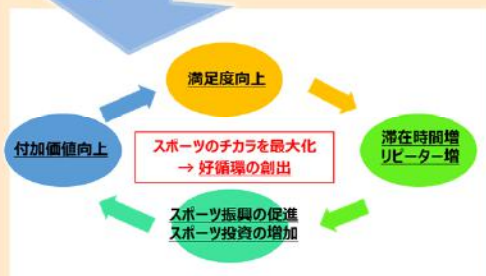 満足度向上
付加価値向上
スポーツのチカラを最大化
→ 好循環の創出
滞在時間増
リピーター増
スポーツ振興の促進
スポーツ投資の増加